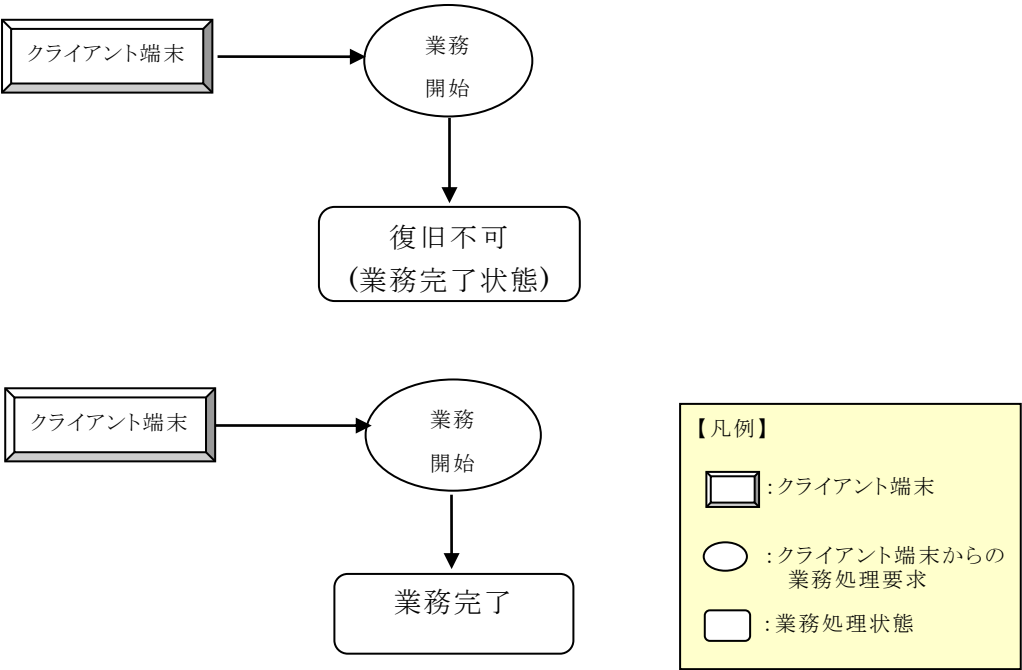 クライアント端末
業務
開始
復旧不可
(業務完了状態)
クライアント端末
業務
開始
業務完了
【凡例】
:クライアント端末
:クライアント端末からの
業務処理要求
:業務処理状態